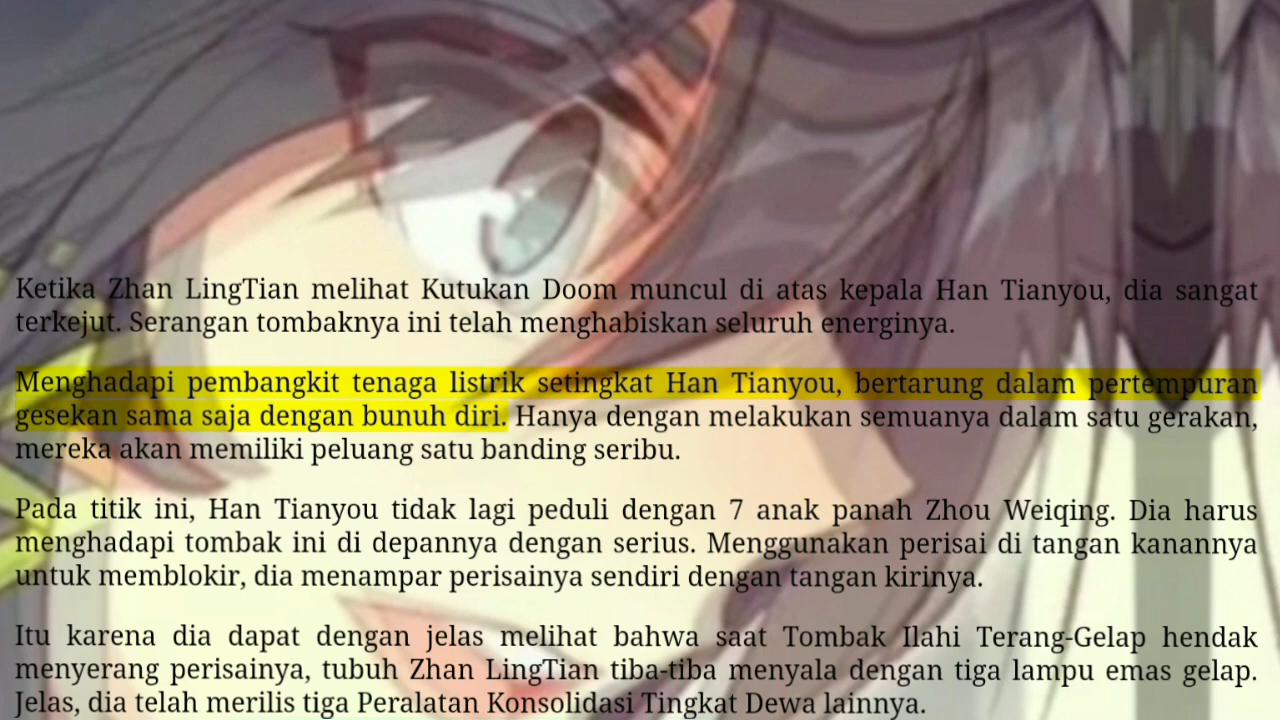 Ketika Zhan LingTian melihat Kutukan Doom muncul di atas kepala Han Tianyou, dia sangat
terkejut. Serangan tombaknya ini telah menghabiskan seluruh energinya.
Menghadapi pembangkit tenaga listrik setingkat Han Tianyou, bertarung dalam pertempuran
gesekan sama saja dengan bunuh diri. Hanya dengan melakukan semuanya dalam satu gerakan,
mereka akan memiliki peluang satu banding seribu.
Pada titik ini, Han Tianyou tidak lagi peduli dengan 7 anak panah Zhou Weiqing. Dia harus
menghadapi tombak ini di depannya dengan serius. Menggunakan perisai di tangan kanannya
untuk memblokir, dia menampar perisainya sendiri dengan tangan kirinya.
Itu karena dia dapat dengan jelas melihat bahwa saat Tombak Ilahi Terang-Gelap hendak
menyerang perisainya, tubuh Zhan LingTian tiba-tiba menyala dengan tiga lampu emas gelap.
Jelas, dia telah merilis tiga Peralatan Konsolidasi Tingkat Dewa lainnya.